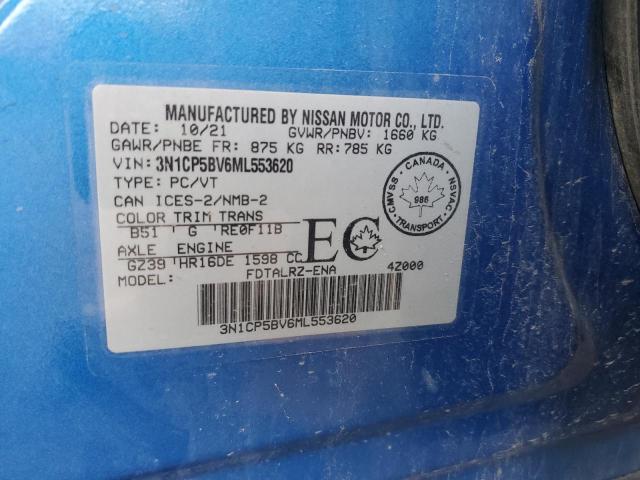 MANUFACTURED BY NISSAN MOTOR CO., LTD.
DATE: 10/21 GVWR/PNBV: 1660 KG
GAWR/PNBE FR: 875 KG RR: 785 KG
VIN: 3N1CP5BV6ML553620
TYPE: PC/VT
CAN ICES-2/NMB-2
COLOR TRIM TRANS
B51 G RE0F11B
AXLE ENGINE
GZ39 HR16DE 1598 CC
MODEL: FDTALRZ-ENA 4Z000
EC
3N1CP5BV6ML553620
CANADA
CMVSS
NSVAC
986
TRANSPORT